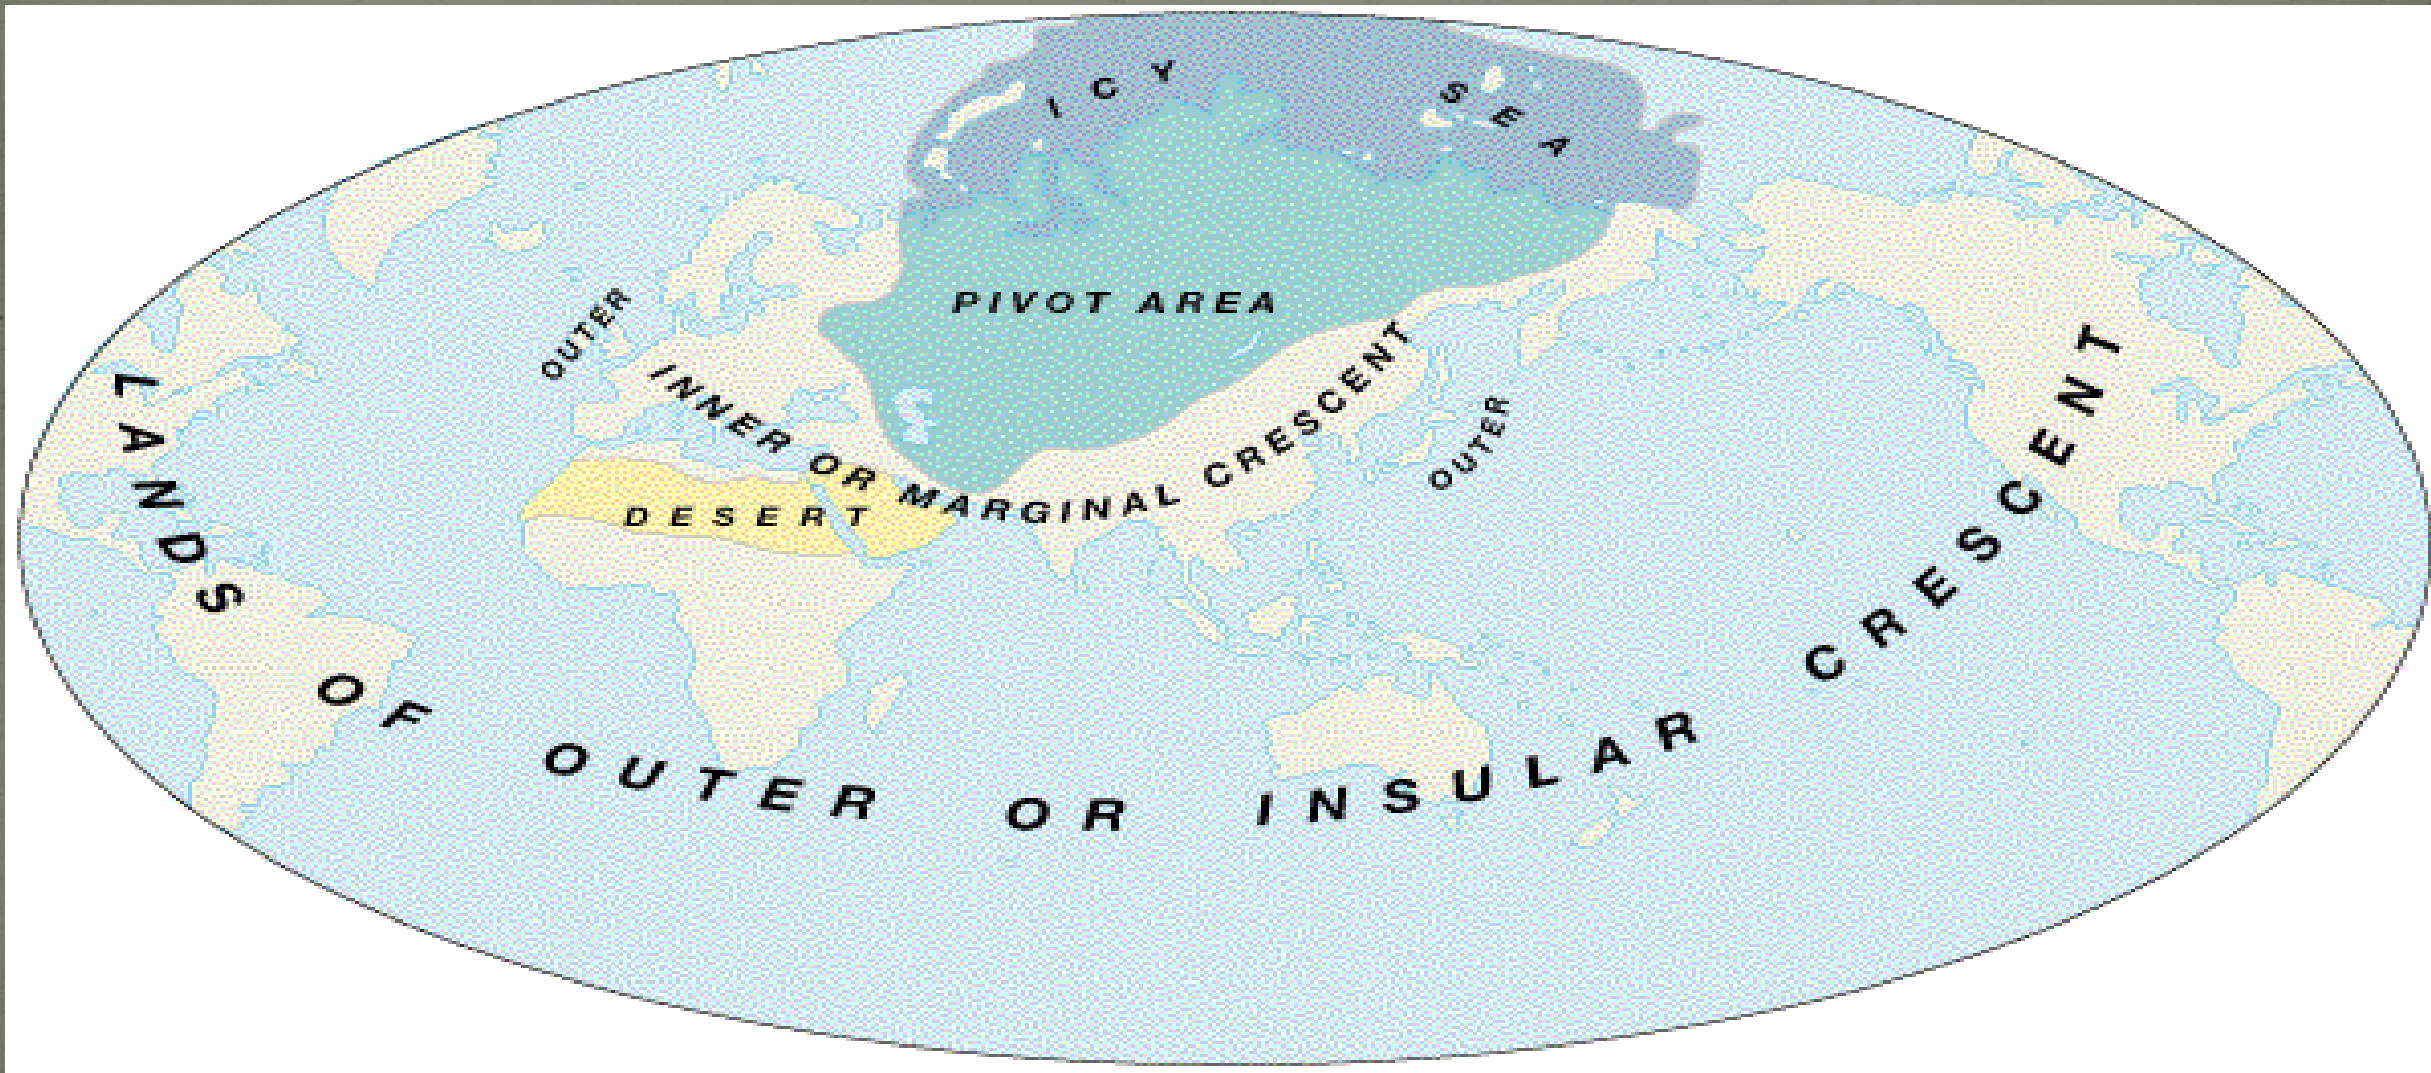 ICY SEA
PIVOT AREA
OUTER
INNER OR MARGINAL CRESCENT
OUTER
DESERT
LANDS OF OUTER OR INSULAR CRESCENT